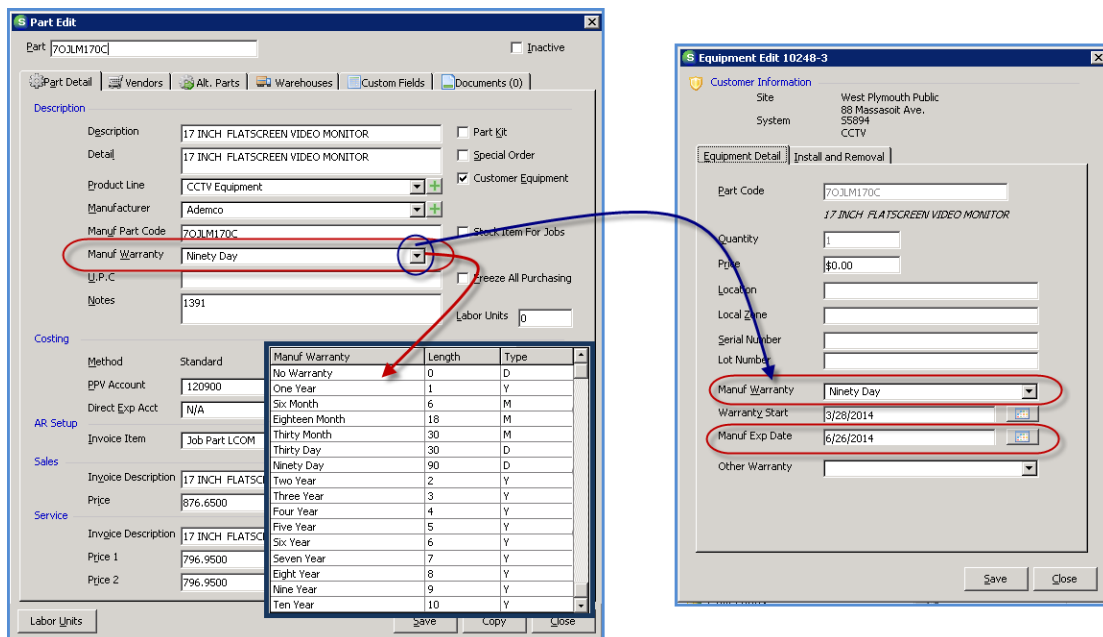 Part Edit
Part 7OJLM170C Inactive
Part Detail Vendors Alt. Parts Warehouses Custom Fields Documents (0)
Description
Description 17 INCH FLATSCREEN VIDEO MONITOR Part Kit
Detail 17 INCH FLATSCREEN VIDEO MONITOR Special Order
Product Line CCTV Equipment Customer Equipment
Manufacturer Ademco
Manuf Part Code 7OJLM170C Stock Item For Jobs
Manuf Warranty Ninety Day
U.P.C Freeze All Purchasing
Notes 1391
Labor Units 0
Costing
Method Standard
PPV Account 120900
Direct Exp Acct N/A
AR Setup
Invoice Item Job Part LCOM
Sales
Invoice Description 17 INCH FLATSC
Price 876.6500
Service
Invoice Description 17 INCH FLATSC
Price 1 796.9500
Price 2 796.9500
Labor Units Save Copy Close
Manuf Warranty Length Type
No Warranty 0 D
One Year 1 Y
Six Month 6 M
Eighteen Month 18 M
Thirty Month 30 M
Thirty Day 30 D
Ninety Day 90 D
Two Year 2 Y
Three Year 3 Y
Four Year 4 Y
Five Year 5 Y
Six Year 6 Y
Seven Year 7 Y
Eight Year 8 Y
Nine Year 9 Y
Ten Year 10 Y
Equipment Edit 10248-3
Customer Information
Site West Plymouth Public
88 Massasoit Ave.
System S5894
CCTV
Equipment Detail Install and Removal
Part Code 7OJLM170C
17 INCH FLATSCREEN VIDEO MONITOR
Quantity 1
Price $0.00
Location
Local Zone
Serial Number
Lot Number
Manuf Warranty Ninety Day
Warranty Start 3/28/2014
Manuf Exp Date 6/26/2014
Other Warranty
Save Close